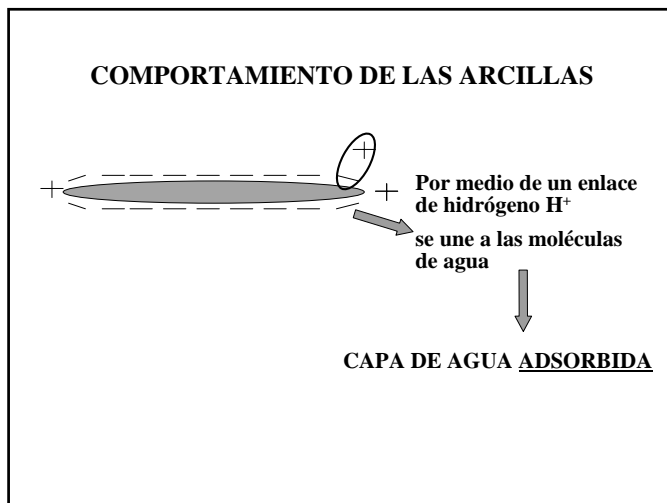 COMPORTAMIENTO DE LAS ARCILLAS
Por medio de un enlace
de hidrógeno H⁺
se une a las moléculas
de agua
CAPA DE AGUA ADSORBIDA